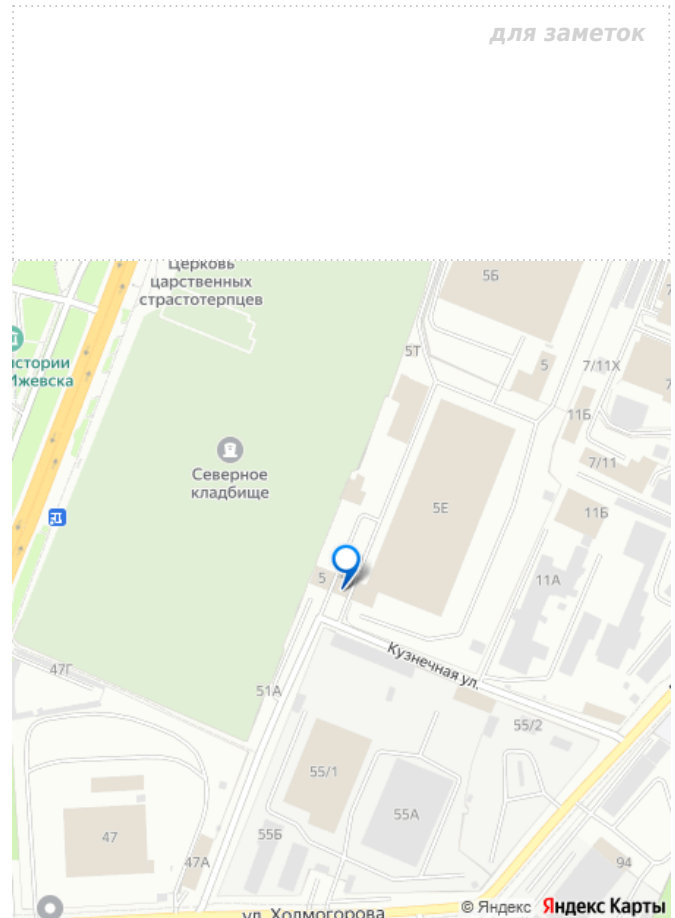 для заметок
Церковь
царственных
страстотерпцев
5Б
5Т
5
7/11Х
истории
Ижевска
11Б
7/11
Северное
кладбище
5Е
11Б
5
11А
Кузнечная ул.
47Г
51А
55/2
55/1
55А
47
55Б
47А
94
ул. Холмогорова
© Яндекс Яндекс Карты